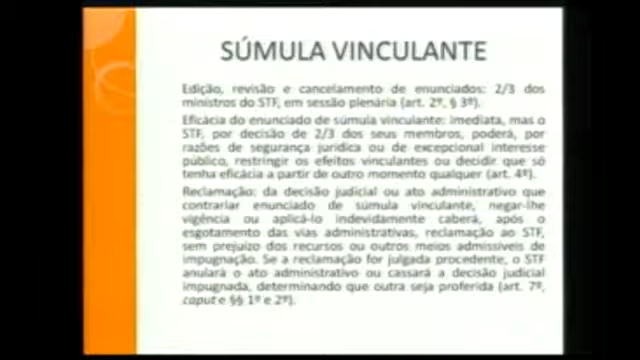 SÚMULA VINCULANTE
Edição, revisão e cancelamento de enunciados: 2/3 dos
ministros do STF, em sessão plenária (art. 2º, § 3º).
Eficácia do enunciado de súmula vinculante: imediata, mas o
STF, por decisão de 2/3 dos seus membros, poderá, por
razões de segurança jurídica ou de excepcional interesse
público, restringir os efeitos vinculantes ou decidir que só
tenha eficácia a partir de outro momento qualquer (art. 4º).
Reclamação: da decisão judicial ou ato administrativo que
contrariar enunciado de súmula vinculante, negar-lhe
vigência ou aplicá-lo indevidamente caberá, após o
esgotamento das vias administrativas, reclamação ao STF,
sem prejuízo dos recursos ou outros meios admissíveis de
impugnação. Se a reclamação for julgada procedente, o STF
anulará o ato administrativo ou cassará a decisão judicial
impugnada, determinando que outra seja proferida (art. 7º,
caput e §§ 1º e 2º).